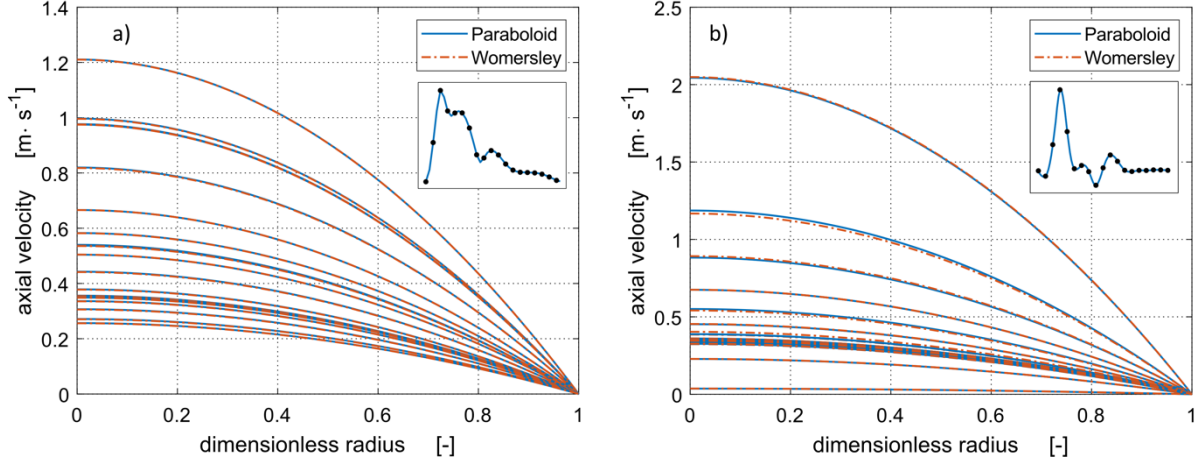 a)
Paraboloid
Womersley
1.4
1.2
1
0.8
0.6
0.4
0.2
0
axial velocity [m· s⁻¹]
0
0.2
0.4
0.6
0.8
1
dimensionless radius [-]
b)
Paraboloid
Womersley
2.5
2
1.5
1
0.5
0
axial velocity [m· s⁻¹]
0
0.2
0.4
0.6
0.8
1
dimensionless radius [-]